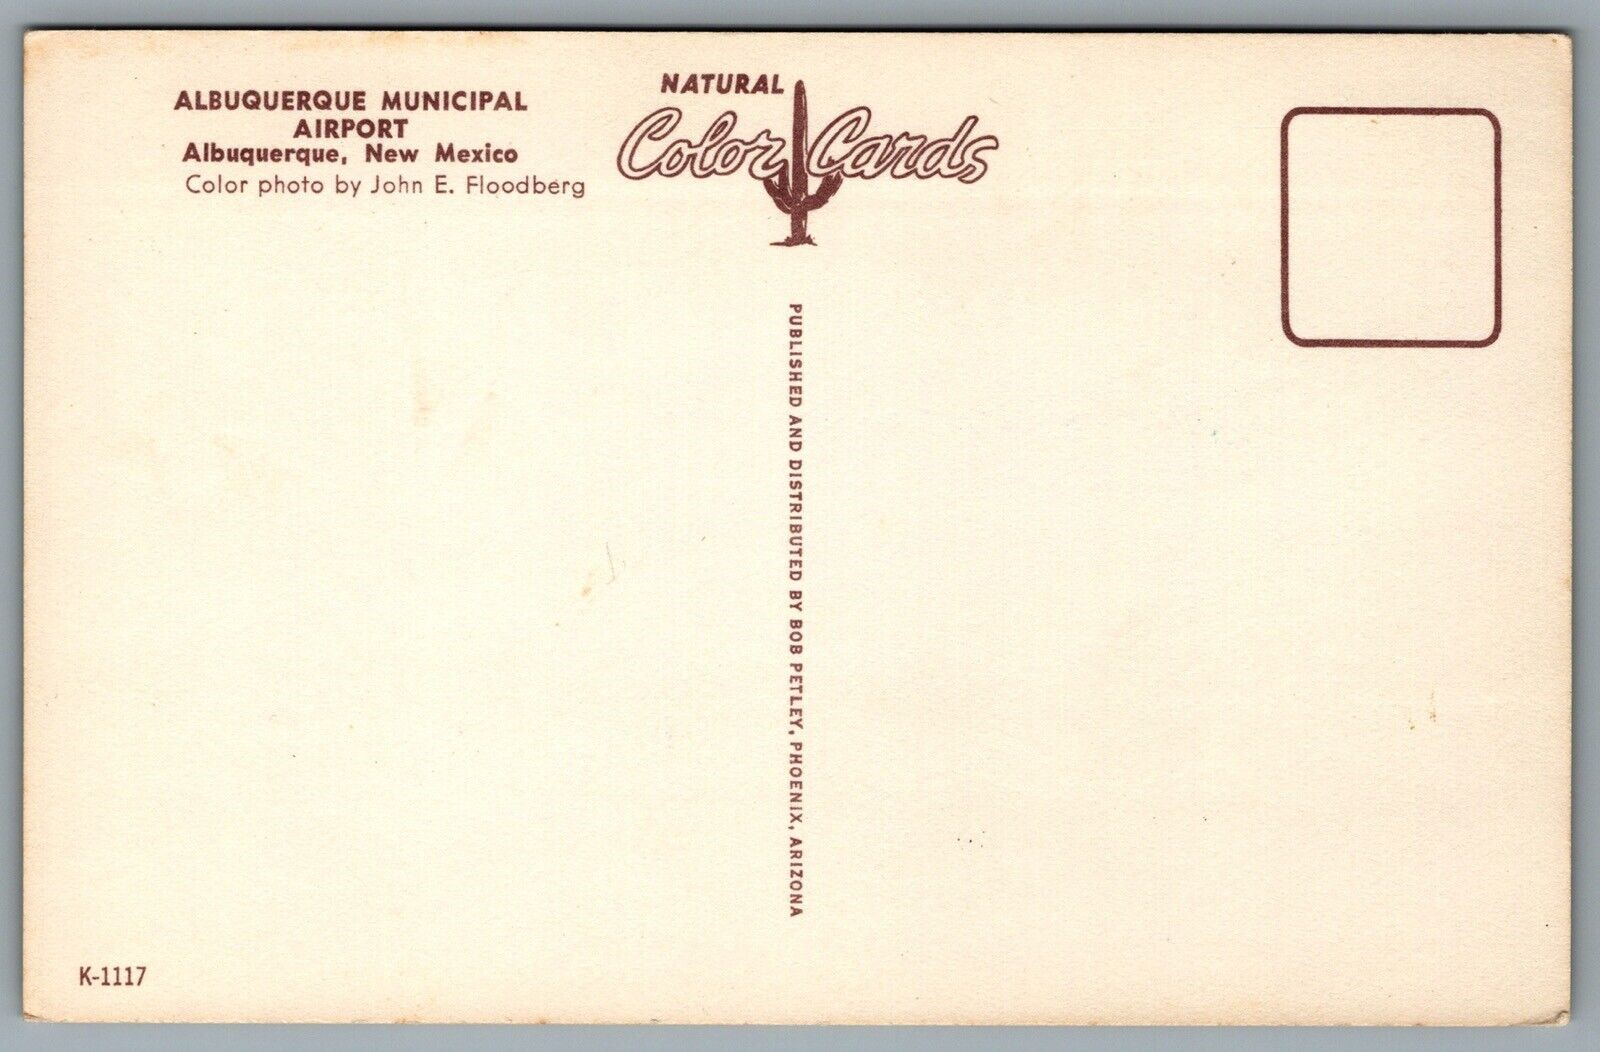 ALBUQUERQUE MUNICIPAL
AIRPORT
Albuquerque, New Mexico
Color photo by John E. Floodberg
NATURAL
Color Cards
PUBLISHED AND DISTRIBUTED BY BOB PETLEY, PHOENIX, ARIZONA
K-1117